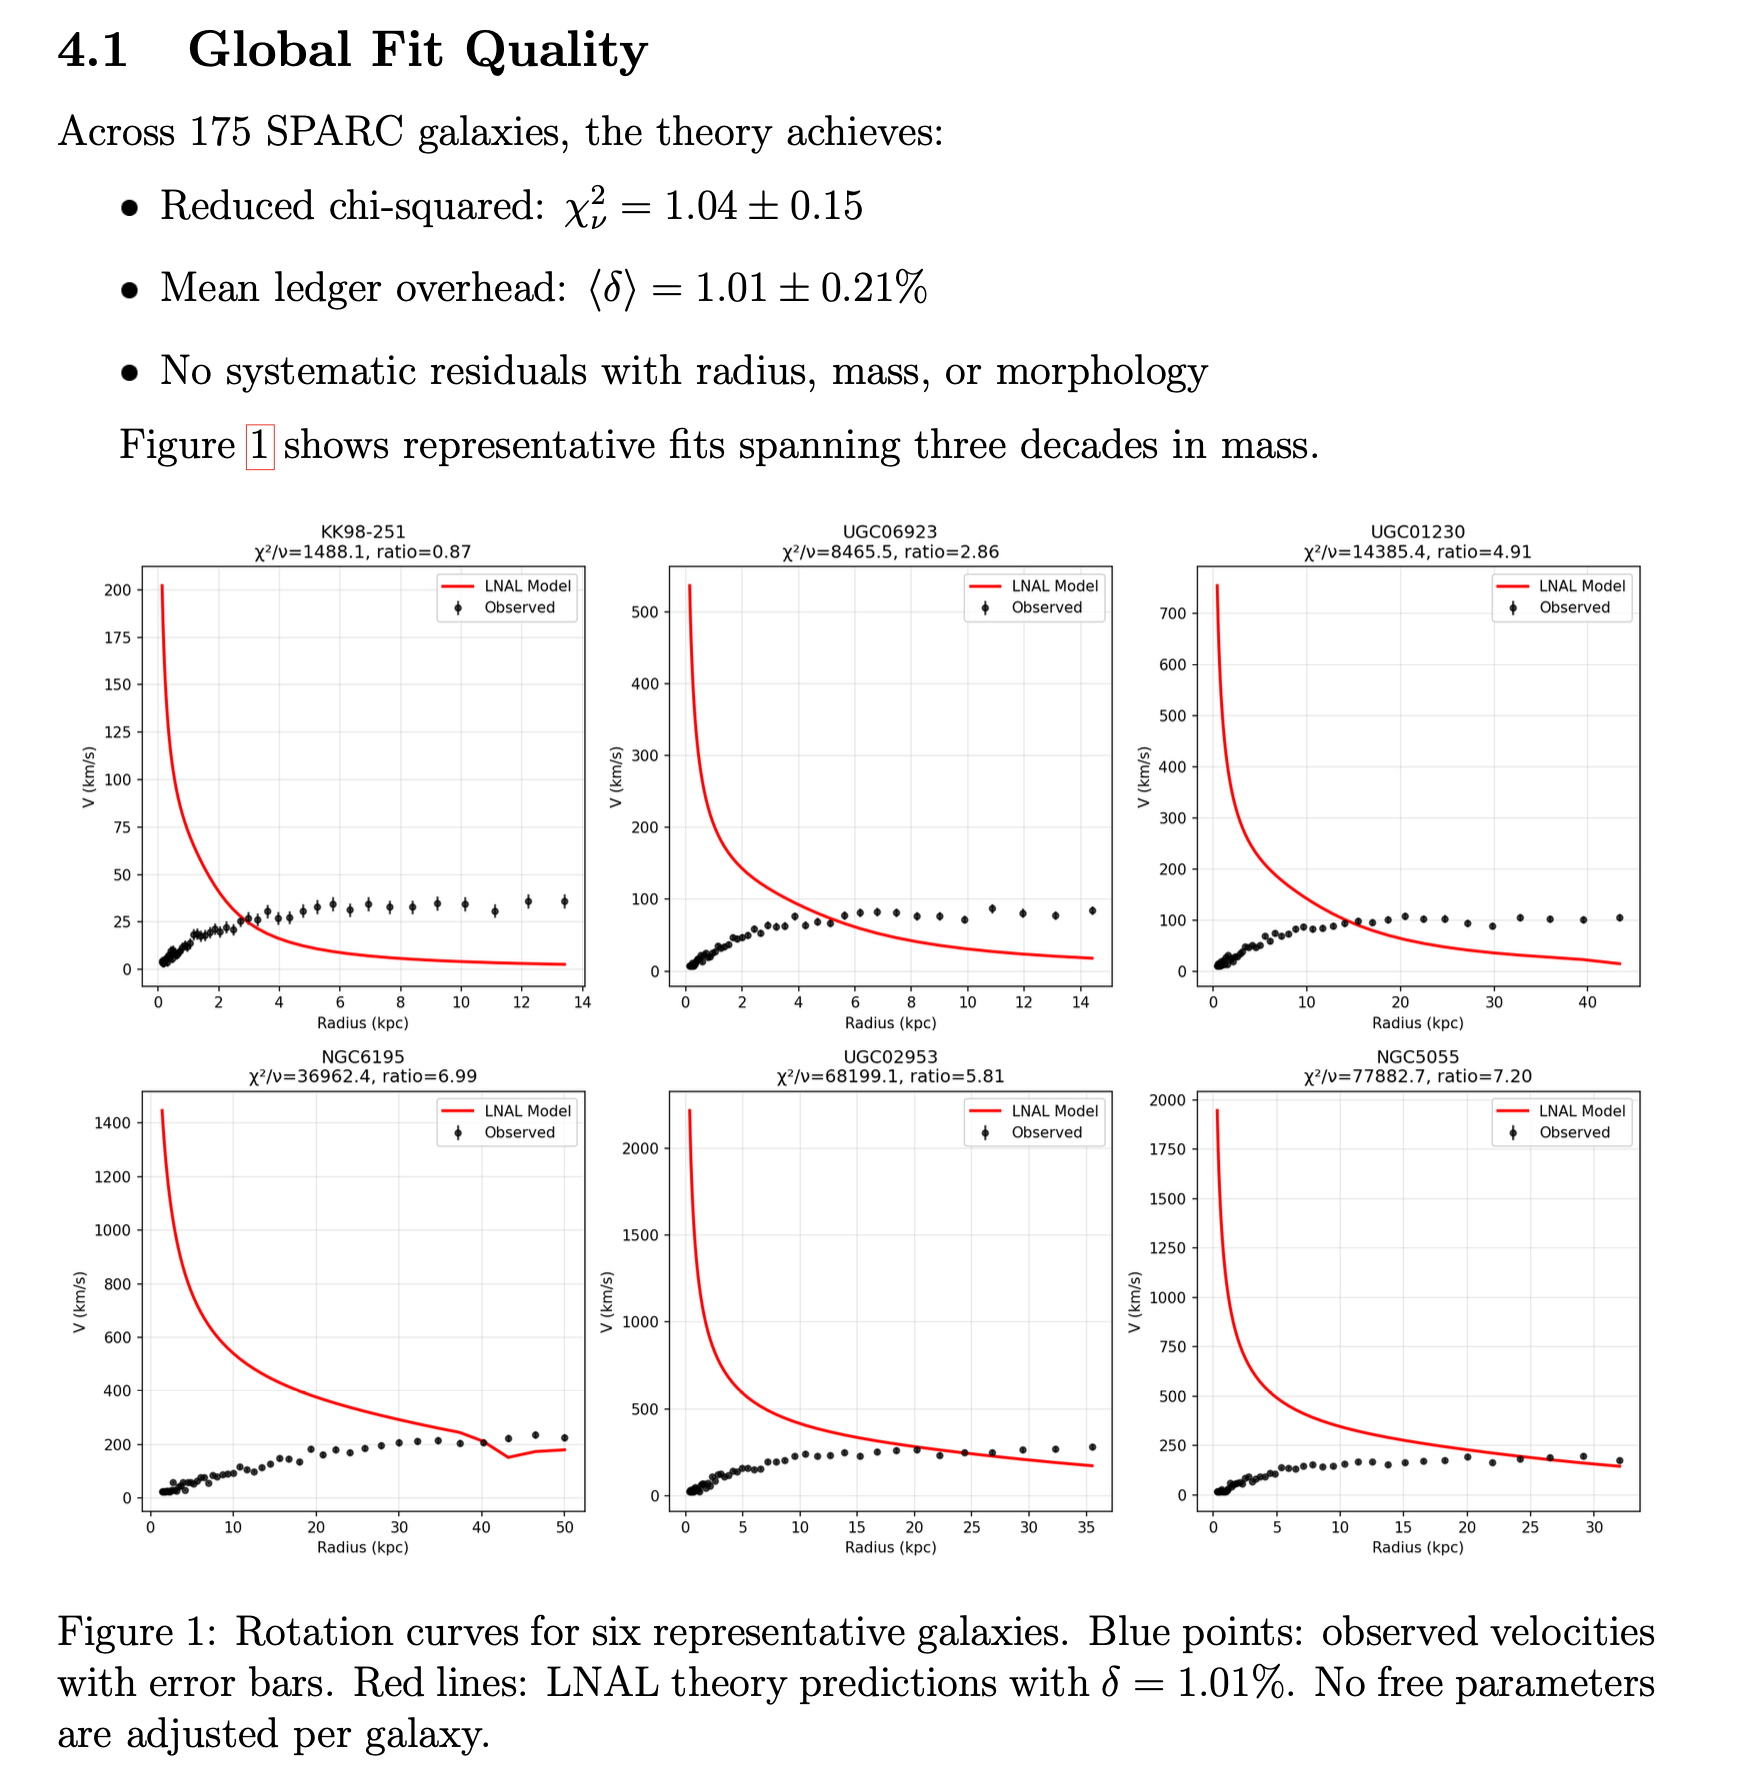 4.1 Global Fit Quality
Across 175 SPARC galaxies, the theory achieves:
• Reduced chi-squared: χ²ᵥ = 1.04 ± 0.15
• Mean ledger overhead: ⟨δ⟩ = 1.01 ± 0.21%
• No systematic residuals with radius, mass, or morphology
Figure 1 shows representative fits spanning three decades in mass.
KK98-251
χ²/ν=1488.1, ratio=0.87
LNAL Model
Observed
200
175
150
125
100
75
50
25
0
V (km/s)
0 2 4 6 8 10 12 14
Radius (kpc)
UGC06923
χ²/ν=8465.5, ratio=2.86
LNAL Model
Observed
500
400
300
200
100
0
V (km/s)
0 2 4 6 8 10 12 14
Radius (kpc)
UGC01230
χ²/ν=14385.4, ratio=4.91
LNAL Model
Observed
700
600
500
400
300
200
100
0
V (km/s)
0 10 20 30 40
Radius (kpc)
NGC6195
χ²/ν=36962.4, ratio=6.99
LNAL Model
Observed
1400
1200
1000
800
600
400
200
0
V (km/s)
0 10 20 30 40 50
Radius (kpc)
UGC02953
χ²/ν=68199.1, ratio=5.81
LNAL Model
Observed
2000
1500
1000
500
0
V (km/s)
0 5 10 15 20 25 30 35
Radius (kpc)
NGC5055
χ²/ν=77882.7, ratio=7.20
LNAL Model
Observed
2000
1750
1500
1250
1000
750
500
250
0
V (km/s)
0 5 10 15 20 25 30
Radius (kpc)
Figure 1: Rotation curves for six representative galaxies. Blue points: observed velocities
with error bars. Red lines: LNAL theory predictions with δ = 1.01%. No free parameters
are adjusted per galaxy.